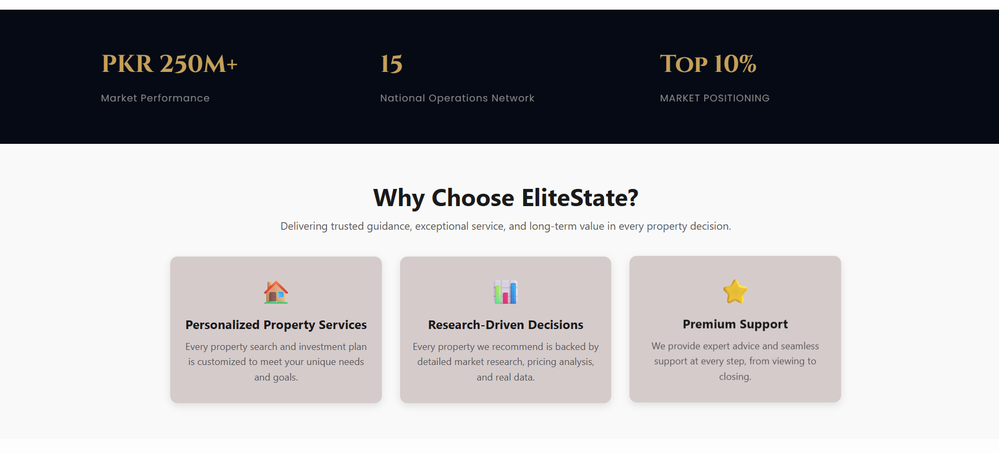 PKR 250M+
Market Performance
15
National Operations Network
Top 10%
MARKET POSITIONING
Why Choose EliteState?
Delivering trusted guidance, exceptional service, and long-term value in every property decision.
Personalized Property Services
Every property search and investment plan
is customized to meet your unique needs
and goals.
Research-Driven Decisions
Every property we recommend is backed by
detailed market research, pricing analysis,
and real data.
Premium Support
We provide expert advice and seamless
support at every step, from viewing to
closing.